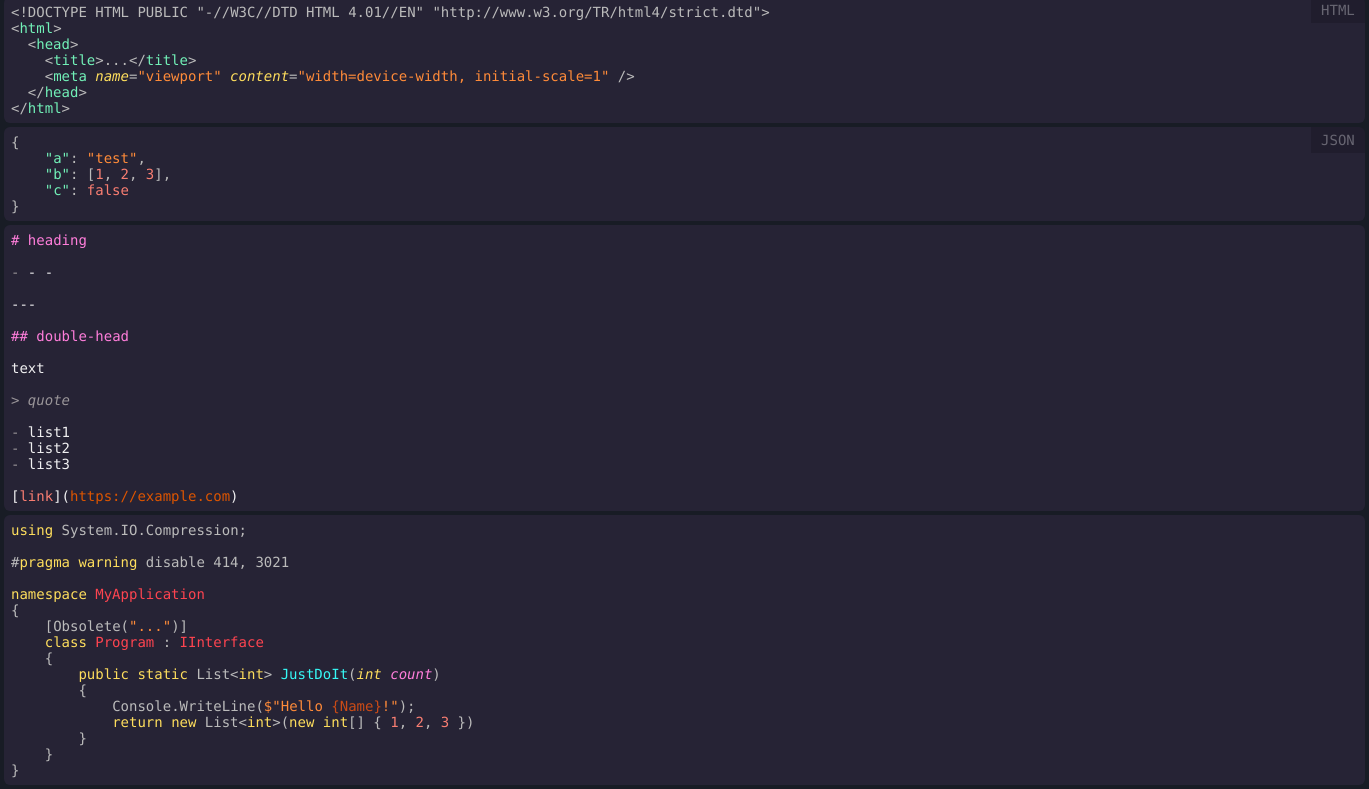 <!DOCTYPE HTML PUBLIC "-//W3C//DTD HTML 4.01//EN" "http://www.w3.org/TR/html4/strict.dtd">
HTML
<html>
  <head>
    <title>...</title>
    <meta name="viewport" content="width=device-width, initial-scale=1" />
  </head>
</html>
{
JSON
    "a": "test",
    "b": [1, 2, 3],
    "c": false
}
# heading
- - -
---
## double-head
text
> quote
- list1
- list2
- list3
[link](https://example.com)
using System.IO.Compression;
#pragma warning disable 414, 3021
namespace MyApplication
{
    [Obsolete("...")]
    class Program : IInterface
    {
        public static List<int> JustDoIt(int count)
        {
            Console.WriteLine($"Hello {Name}!");
            return new List<int>(new int[] { 1, 2, 3 })
        }
    }
}